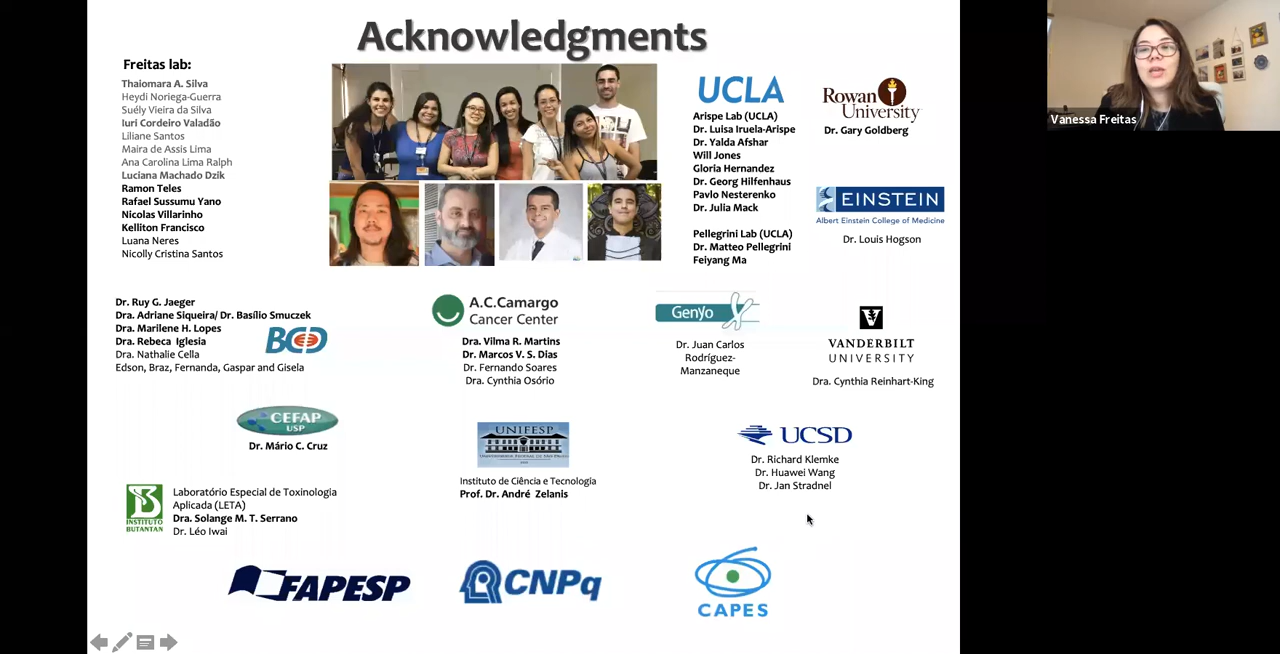 Acknowledgments
Freitas lab:
Thaiomara A. Silva
Heydi Noriega-Guerra
Suély Vieira da Silva
Iuri Cordeiro Valadão
Liliane Santos
Maira de Assis Lima
Ana Carolina Lima Ralph
Luciana Machado Dzik
Ramon Teles
Rafael Sussumu Yano
Nicolas Villarinho
Kelliton Francisco
Luana Neres
Nicolly Cristina Santos
UCLA
Arispe Lab (UCLA)
Dr. Luisa Iruela-Arispe
Dr. Yalda Afshar
Will Jones
Gloria Hernandez
Dr. Georg Hilfenhaus
Pavlo Nesterenko
Dr. Julia Mack
Pellegrini Lab (UCLA)
Dr. Matteo Pellegrini
Feiyang Ma
Rowan
University
Dr. Gary Goldberg
EINSTEIN
Albert Einstein College of Medicine
Dr. Louis Hogson
Vanessa Freitas
Dr. Ruy G. Jaeger
Dra. Adriane Siqueira/ Dr. Basílio Smuczek
Dra. Marilene H. Lopes
Dra. Rebeca Iglesia
Dra. Nathalie Cella
Edson, Braz, Fernanda, Gaspar and Gisela
BCD
A.C.Camargo
Cancer Center
Dra. Vilma R. Martins
Dr. Marcos V. S. Dias
Dr. Fernando Soares
Dra. Cynthia Osório
Genyo
Dr. Juan Carlos
Rodríguez-
Manzaneque
V
VANDERBILT
UNIVERSITY
Dra. Cynthia Reinhart-King
CEFAP
USP
Dr. Mário C. Cruz
UNIFESP
Instituto de Ciência e Tecnologia
Prof. Dr. André Zelanis
UCSD
Dr. Richard Klemke
Dr. Huawei Wang
Dr. Jan Stradnel
INSTITUTO
BUTANTAN
Laboratório Especial de Toxinologia
Aplicada (LETA)
Dra. Solange M. T. Serrano
Dr. Léo Iwai
FAPESP
CNPq
CAPES